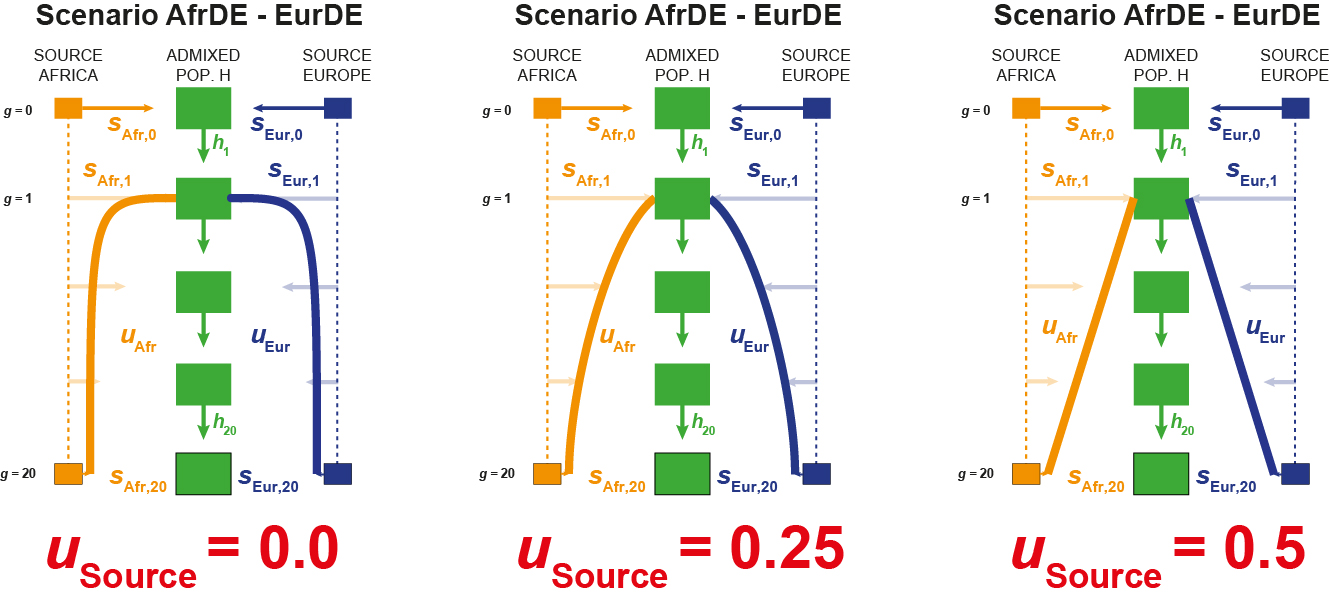 Scenario AfrDE - EurDE
SOURCE AFRICA
ADMIXED POP. H
SOURCE EUROPE
g = 0
sAfr,0
sEur,0
h1
sAfr,1
sEur,1
g = 1
uAfr
uEur
h20
g = 20
sAfr,20
sEur,20
uSource = 0.0
Scenario AfrDE - EurDE
SOURCE AFRICA
ADMIXED POP. H
SOURCE EUROPE
g = 0
sAfr,0
sEur,0
h1
sAfr,1
sEur,1
g = 1
uAfr
uEur
h20
g = 20
sAfr,20
sEur,20
uSource = 0.25
Scenario AfrDE - EurDE
SOURCE AFRICA
ADMIXED POP. H
SOURCE EUROPE
g = 0
sAfr,0
sEur,0
h1
sAfr,1
sEur,1
g = 1
uAfr
uEur
h20
g = 20
sAfr,20
sEur,20
uSource = 0.5